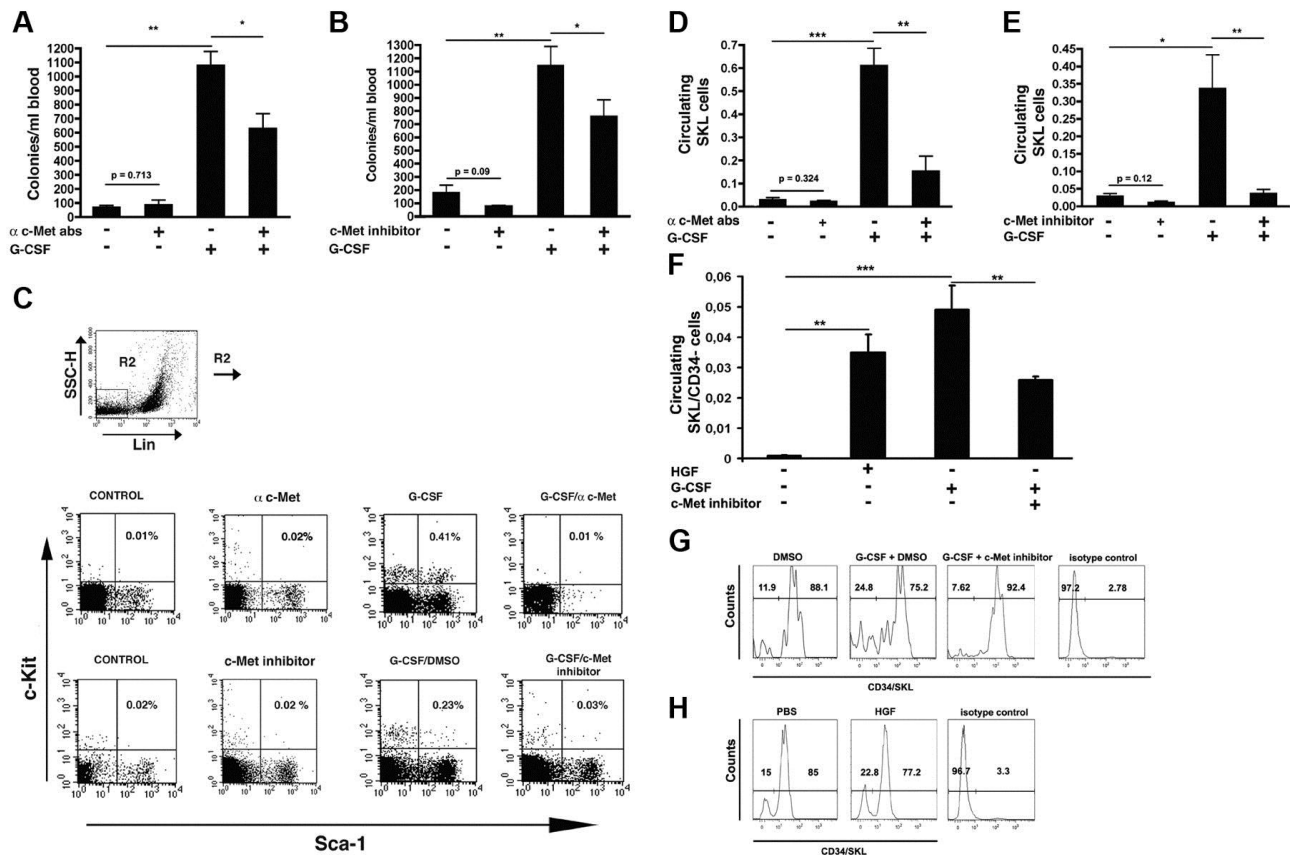 A
**
*
1200
1100
1000
900
800
700
600
500
400
300
200
100
0
Colonies/ml blood
p = 0.713
α c-Met abs - + - +
G-CSF - - + +
B
**
*
1300
1200
1100
1000
900
800
700
600
500
400
300
200
100
0
Colonies/ml blood
p = 0.09
c-Met inhibitor - + - +
G-CSF - - + +
D
***
**
0.7
0.6
0.5
0.4
0.3
0.2
0.1
0.0
Circulating
SKL cells
p = 0.324
α c-Met abs - + - +
G-CSF - - + +
E
*
**
0.45
0.40
0.35
0.30
0.25
0.20
0.15
0.10
0.05
0.00
Circulating
SKL cells
p = 0.12
c-Met inhibitor - + - +
G-CSF - - + +
C
SSC-H
R2
Lin
R2
CONTROL
0.01%
α c-Met
0.02%
G-CSF
0.41%
G-CSF/α c-Met
0.01 %
CONTROL
0.02%
c-Met inhibitor
0.02 %
G-CSF/DMSO
0.23%
G-CSF/c-Met
inhibitor
0.03%
c-Kit
Sca-1
F
***
**
**
0,06
0,05
0,04
0,03
0,02
0,01
0
Circulating
SKL/CD34- cells
HGF - + - -
G-CSF - - + +
c-Met inhibitor - - - +
G
DMSO
11.9 88.1
G-CSF + DMSO
24.8 75.2
G-CSF + c-Met inhibitor
7.62 92.4
isotype control
97.2 2.78
Counts
CD34/SKL
H
PBS
15 85
HGF
22.8 77.2
isotype control
96.7 3.3
Counts
CD34/SKL